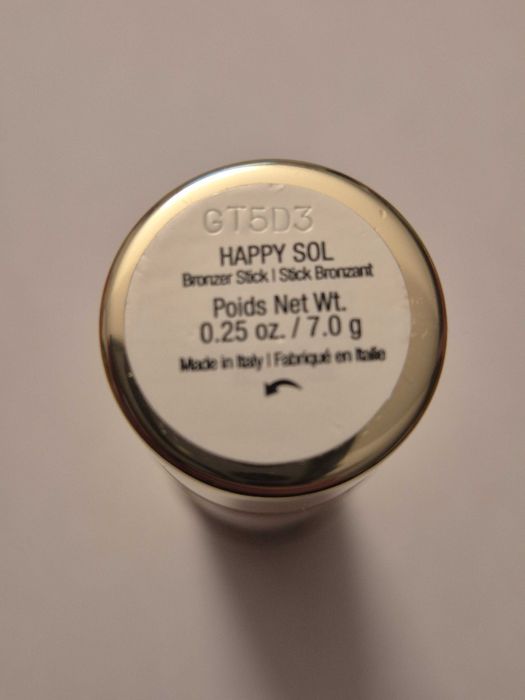 GT5D3
HAPPY SOL
Bronzer Stick | Stick Bronzant
Poids Net Wt.
0.25 oz. / 7.0 g
Made in Italy | Fabriqué en Italie